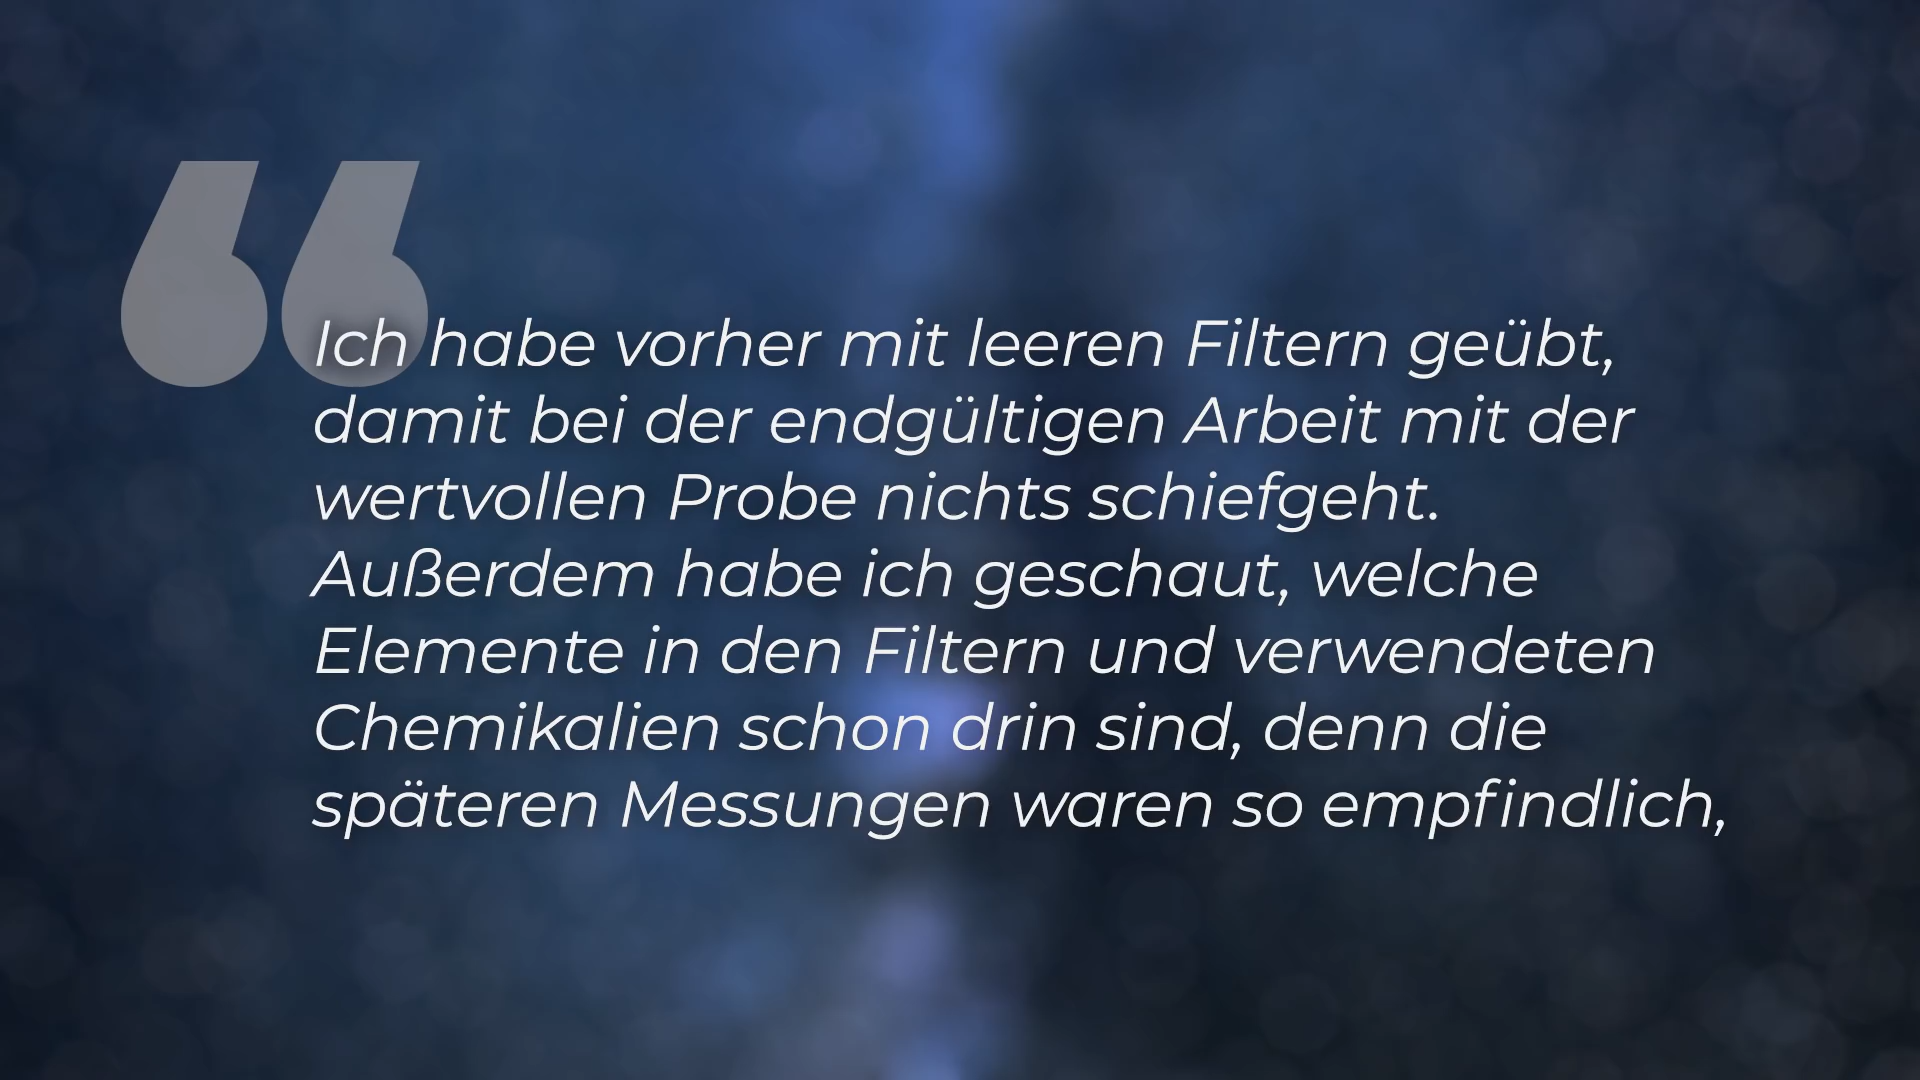 “
Ich habe vorher mit leeren Filtern geübt,
damit bei der endgültigen Arbeit mit der
wertvollen Probe nichts schiefgeht.
Außerdem habe ich geschaut, welche
Elemente in den Filtern und verwendeten
Chemikalien schon drin sind, denn die
späteren Messungen waren so empfindlich,